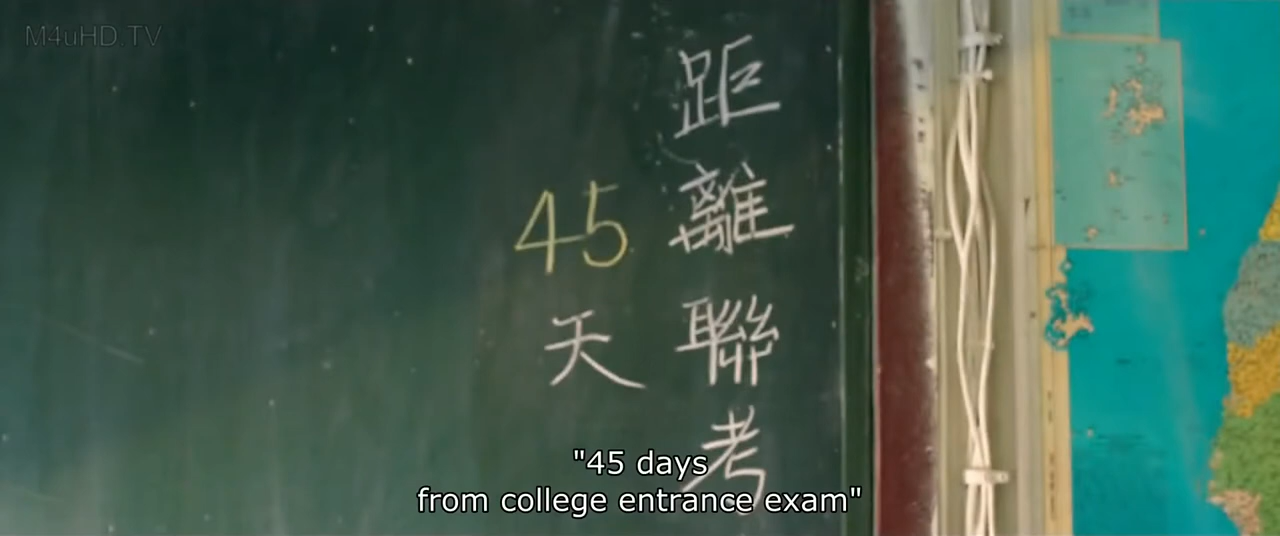 M4uHD.TV
距離聯考
45天
"45 days
from college entrance exam"